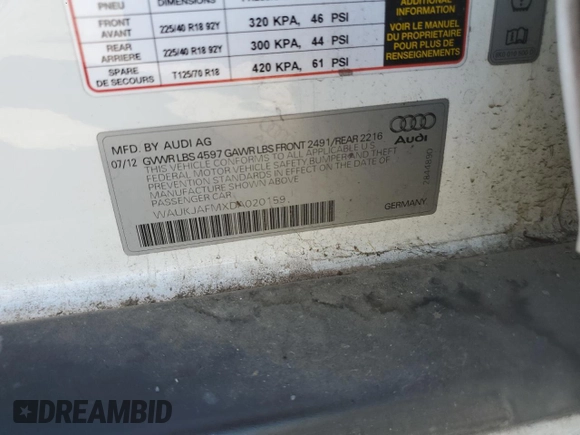 PNEU DIMENSIONS
FRONT
AVANT 225/40 R18 92Y 320 KPA, 46 PSI
REAR
ARRIERE 225/40 R18 92Y 300 KPA, 44 PSI
SPARE
DE SECOURS T125/70 R18 420 KPA, 61 PSI
ADDITIONAL
INFORMATION
VOIR LE MANUEL
DU PROPRIETAIRE
POUR PLUS DE
RENSEIGNEMENTS
MFD. BY AUDI AG
07/12 GVWR LBS 4597 GAWR LBS FRONT 2491/REAR 2216
THIS VEHICLE CONFORMS TO ALL APPLICABLE U.S.
FEDERAL MOTOR VEHICLE SAFETY, BUMPER AND THEFT
PREVENTION STANDARDS IN EFFECT ON THE DATE OF
MANUFACTURE SHOWN ABOVE.
PASSENGER CAR
WAUKJAFMXDA020159
Audi
GERMANY
DREAMBID